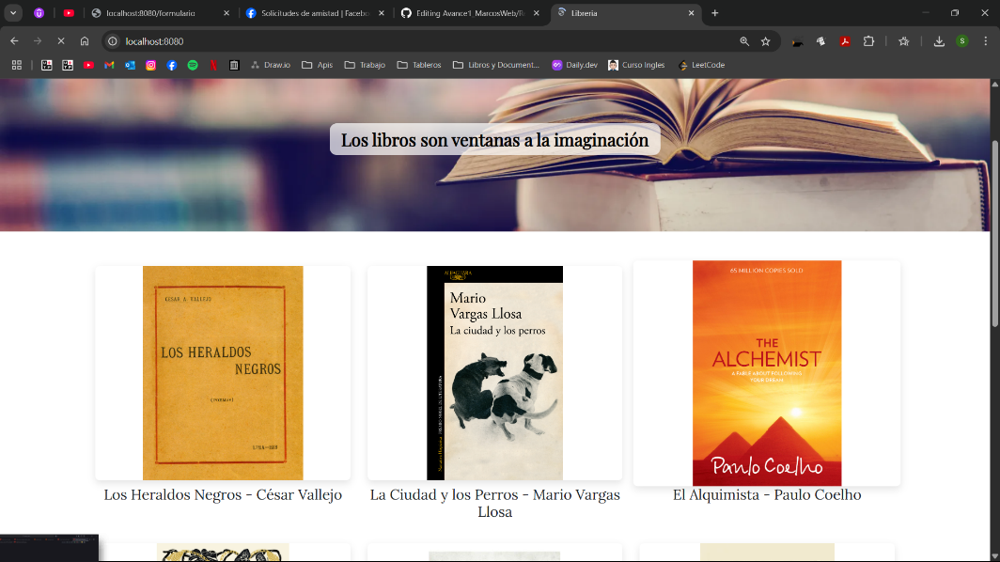 localhost:8080/formulario
Solicitudes de amistad | Facebo
Editing Avance1_MarcosWeb/
Libreria
localhost:8080
Draw.io
Apis
Trabajo
Tableros
Libros y Document...
Daily.dev
Curso Ingles
LeetCode
Los libros son ventanas a la imaginación
CESAR A. VALLEJO
LOS HERALDOS
NEGROS
(POEMAS)
ALFAGUARA
Mario
Vargas Llosa
La ciudad y los perros
65 MILLION COPIES SOLD
THE
ALCHEMIST
A FABLE ABOUT FOLLOWING
YOUR DREAM
Paulo Coelho
Los Heraldos Negros - César Vallejo
La Ciudad y los Perros - Mario Vargas
Llosa
El Alquimista - Paulo Coelho